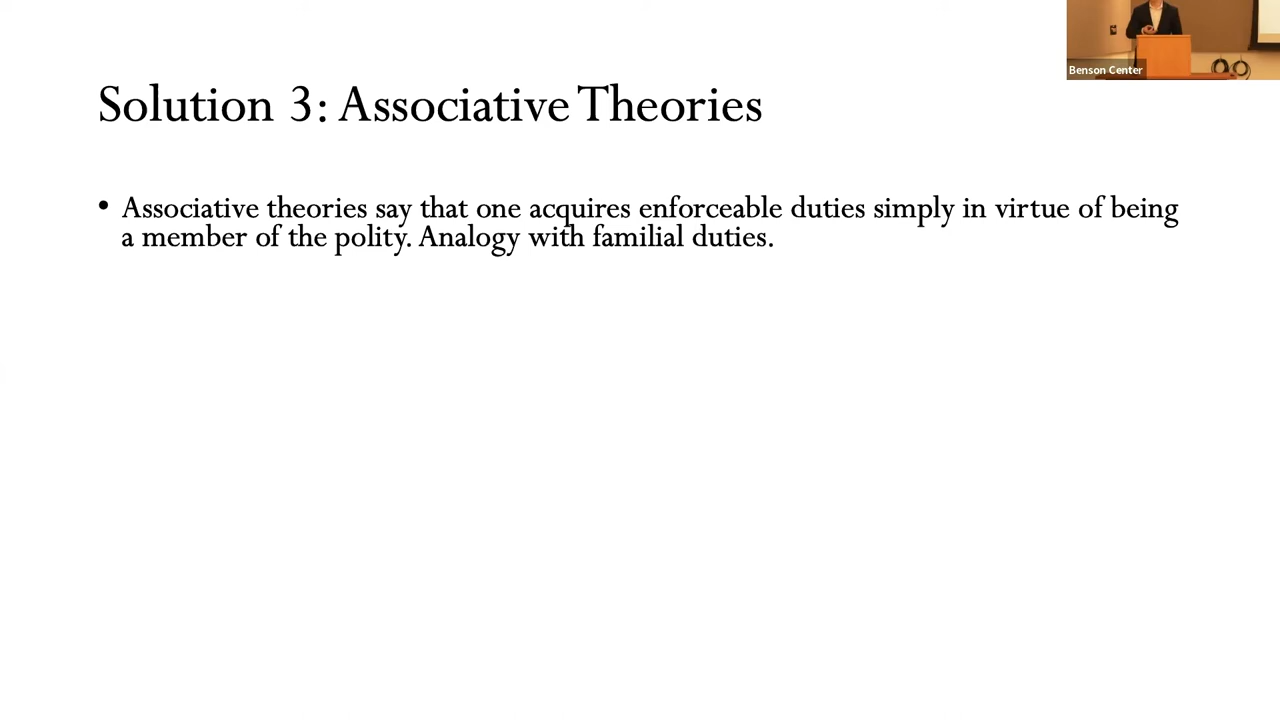 Benson Center
Solution 3: Associative Theories
• Associative theories say that one acquires enforceable duties simply in virtue of being
a member of the polity. Analogy with familial duties.